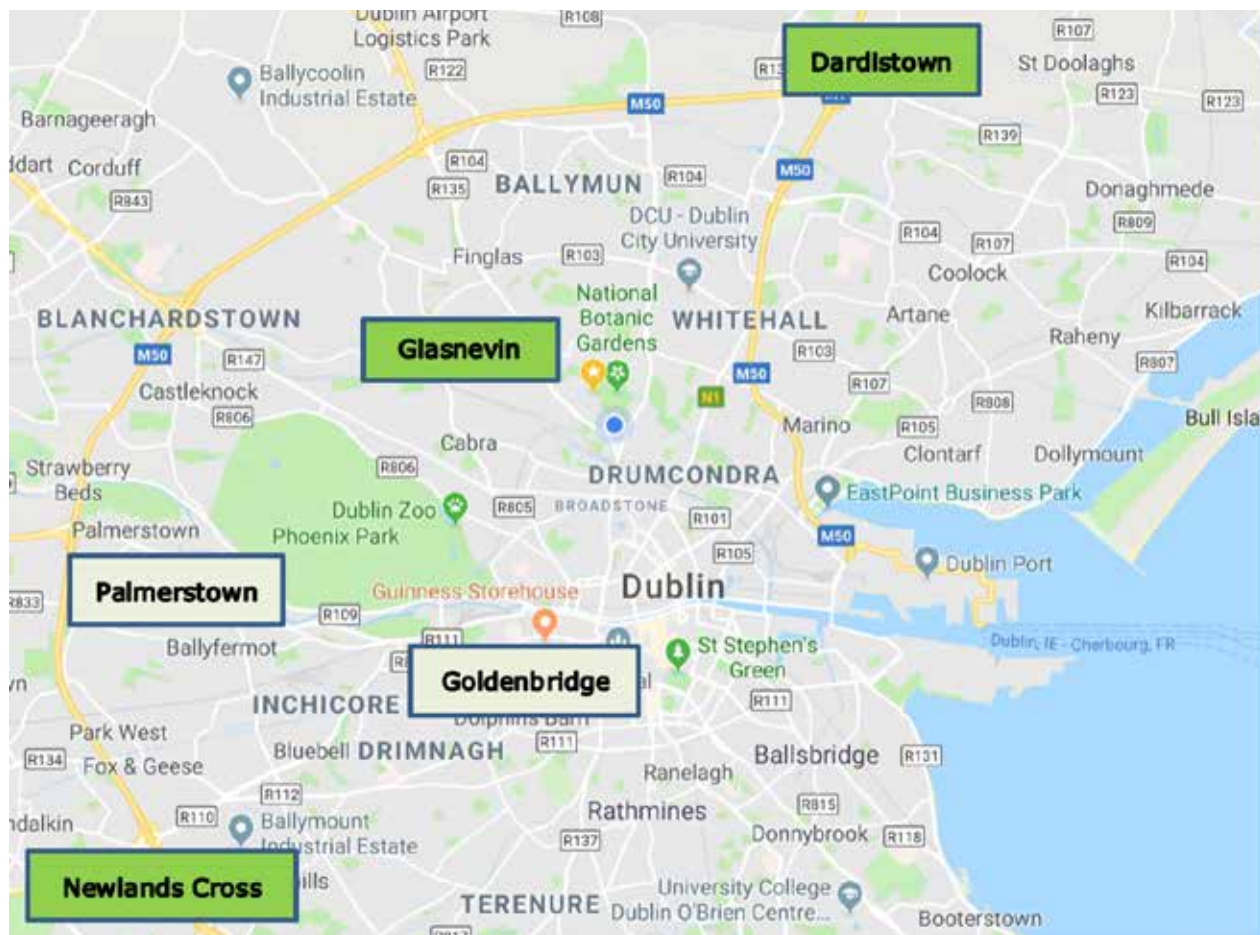 Dublin Airport
Logistics Park
R108
R107
Dardistown
St Doolaghs
R122
Ballycoolin
Industrial Estate
M50
R123
R123
Barnageeragh
R139
Corduff
R104
M50
R135
BALLYMUN
R104
Donaghmede
R843
DCU - Dublin
City University
R809
R104
R107
Finglas
R103
Coolock
R104
National
Botanic
Gardens
Kilbarrack
BLANCHARDSTOWN
WHITEHALL
Artane
Glasnevin
Raheny
M50
R147
R103
R807
M50
Castleknock
R107
N1
R808
R806
Marino
R105
Bull Isla
Cabra
Clontarf
Dollymount
Strawberry
Beds
R806
DRUMCONDRA
EastPoint Business Park
Dublin Zoo
R805
BROADSTONE
Palmerstown
Phoenix Park
R101
M50
R105
Dublin Port
Palmerstown
Guinness Storehouse
Dublin
R833
R109
Ballyfermot
R111
St Stephen's
Green
Dublin, IE - Cherbourg, FR
Goldenbridge
INCHICORE
R111
Dolphins Barn
Park West
Bluebell
DRIMNAGH
R111
Ballsbridge
R131
R134
Fox & Geese
Ranelagh
R112
Rathmines
R815
ndalkin
R110
Ballymount
Industrial Estate
R137
Donnybrook
R118
Newlands Cross
University College
Dublin O'Brien Centre...
TERENURE
Booterstown